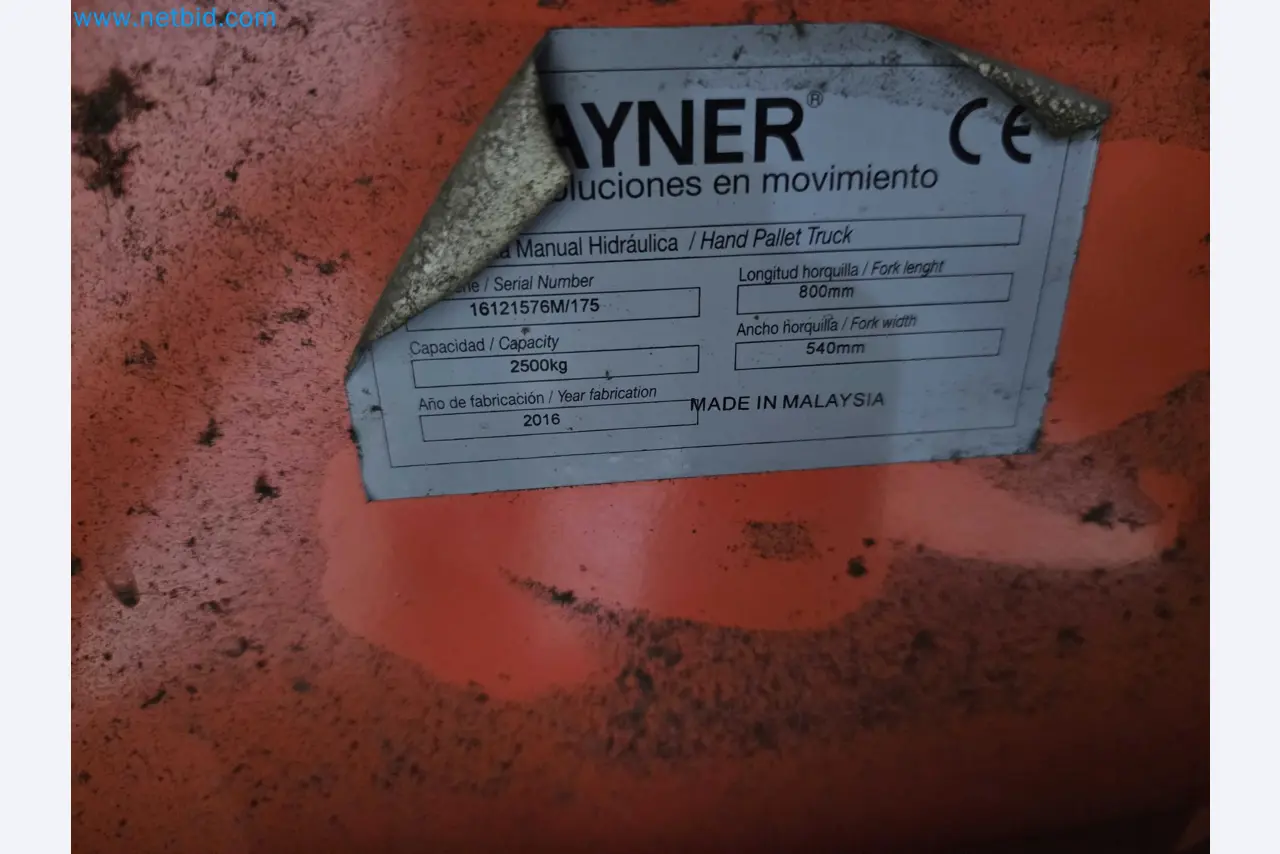 www.netbid.com
AYNER® CE
oluciones en movimiento
a Manual Hidráulica / Hand Pallet Truck
rie / Serial Number
16121576M/175
Longitud horquilla / Fork lenght
800mm
Capacidad / Capacity
2500kg
Ancho horquilla / Fork width
540mm
Año de fabricación / Year fabrication
2016
MADE IN MALAYSIA